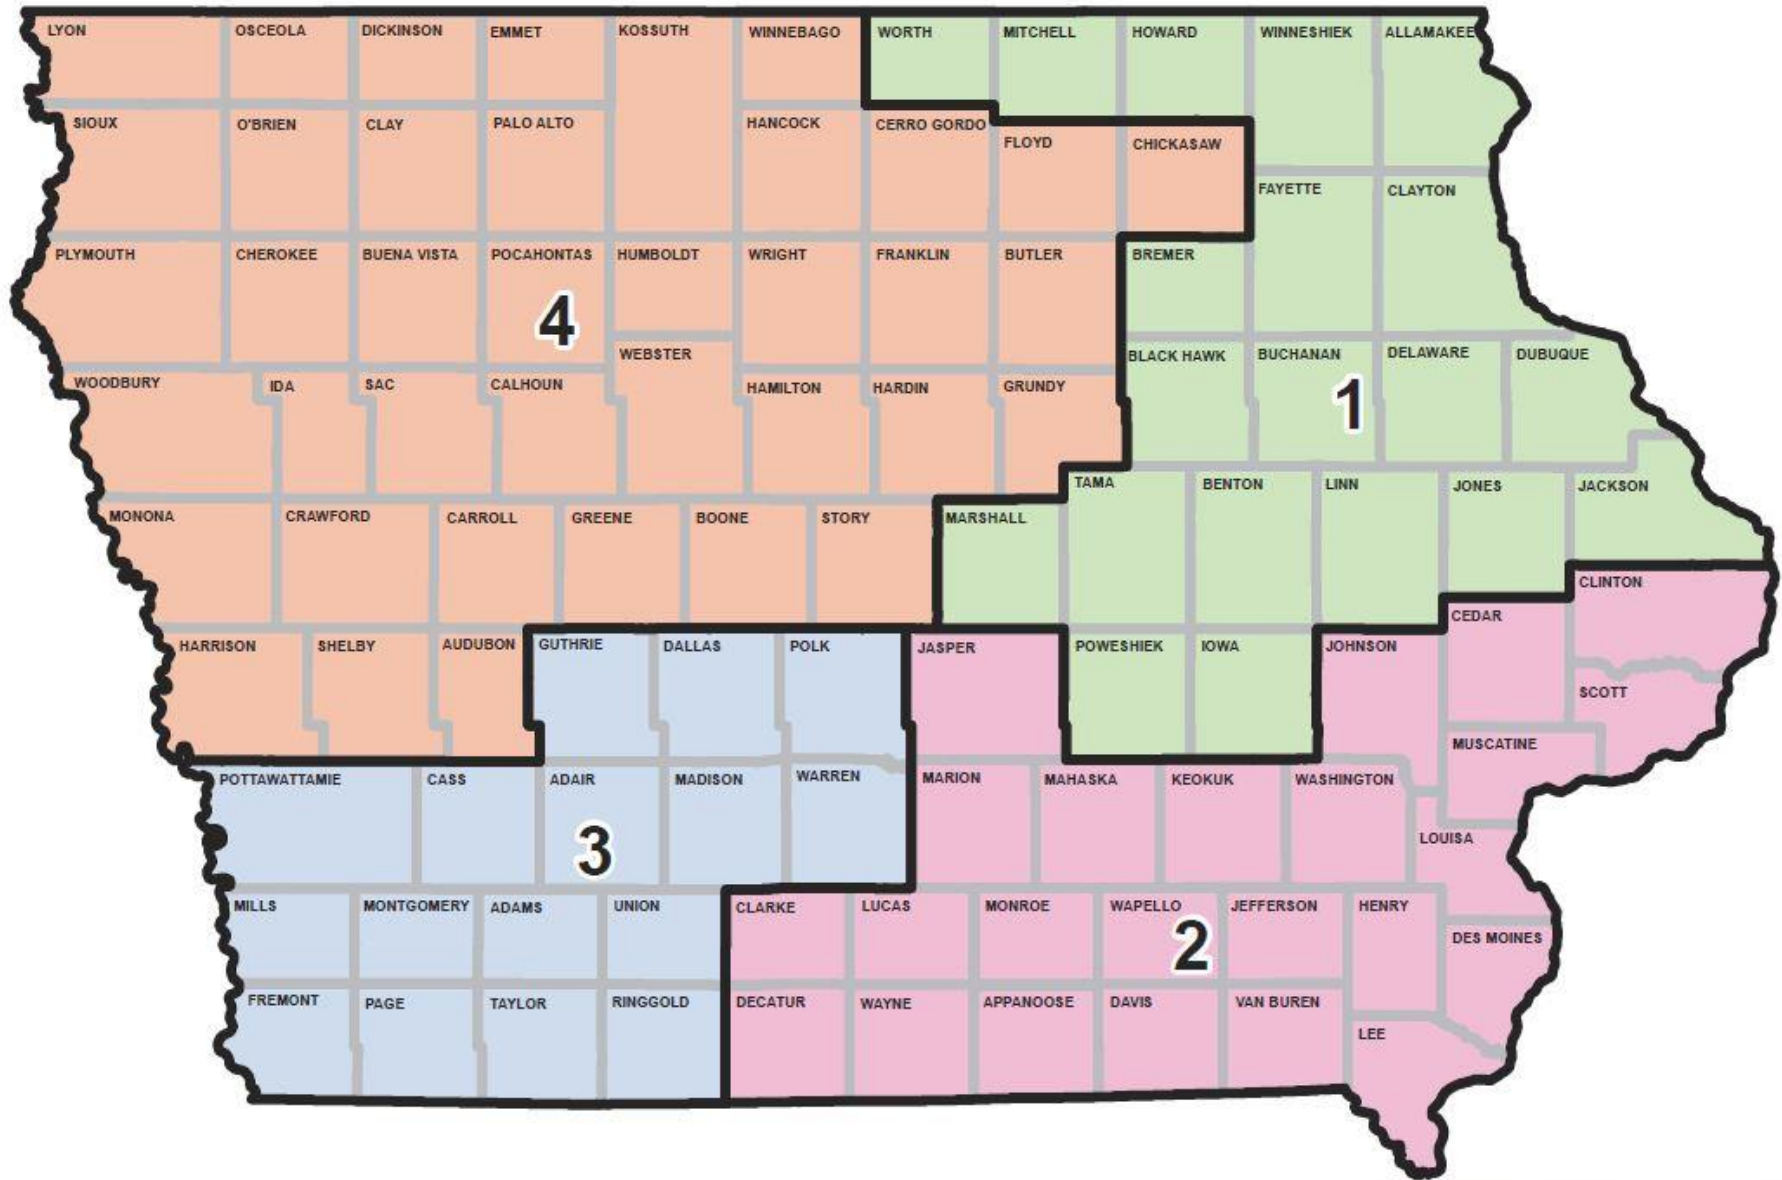 LYON
OSCEOLA
DICKINSON
EMMET
KOSSUTH
WINNEBAGO
WORTH
MITCHELL
HOWARD
WINNESHIEK
ALLAMAKEE
SIOUX
O'BRIEN
CLAY
PALO ALTO
HANCOCK
CERRO GORDO
FLOYD
CHICKASAW
FAYETTE
CLAYTON
PLYMOUTH
CHEROKEE
BUENA VISTA
POCAHONTAS
HUMBOLDT
WRIGHT
FRANKLIN
BUTLER
BREMER
4
WEBSTER
BLACK HAWK
BUCHANAN
DELAWARE
DUBUQUE
WOODBURY
IDA
SAC
CALHOUN
HAMILTON
HARDIN
GRUNDY
1
TAMA
BENTON
LINN
JONES
JACKSON
MONONA
CRAWFORD
CARROLL
GREENE
BOONE
STORY
MARSHALL
CLINTON
CEDAR
HARRISON
SHELBY
AUDUBON
GUTHRIE
DALLAS
POLK
JASPER
POWESHIEK
IOWA
JOHNSON
SCOTT
MUSCATINE
POTTAWATTAMIE
CASS
ADAIR
MADISON
WARREN
MARION
MAHASKA
KEOKUK
WASHINGTON
LOUISA
3
MILLS
MONTGOMERY
ADAMS
UNION
CLARKE
LUCAS
MONROE
WAPELLO
JEFFERSON
HENRY
DES MOINES
2
FREMONT
PAGE
TAYLOR
RINGGOLD
DECATUR
WAYNE
APPANOOSE
DAVIS
VAN BUREN
LEE